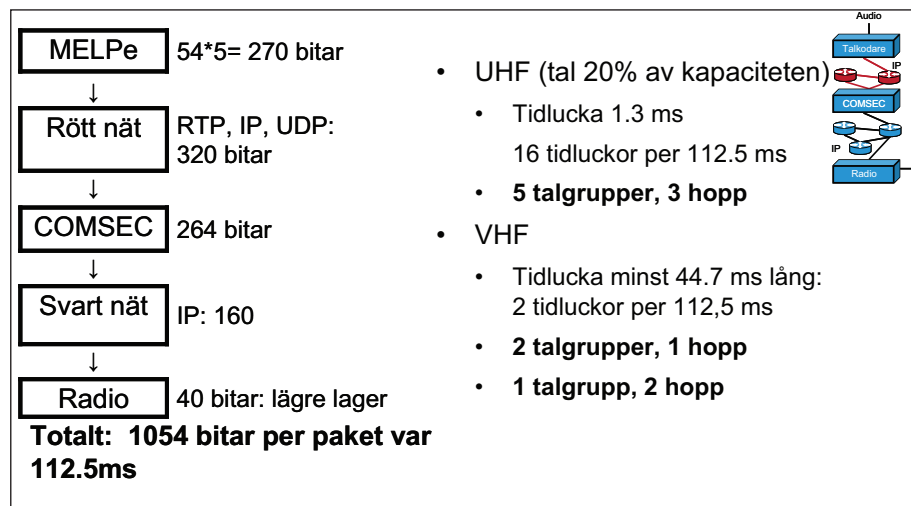 MELPe
54*5= 270 bitar
↓
Rött nät
RTP, IP, UDP:
320 bitar
↓
COMSEC
264 bitar
↓
Svart nät
IP: 160
↓
Radio
40 bitar: lägre lager
Totalt: 1054 bitar per paket var
112.5ms
• UHF (tal 20% av kapaciteten)
• Tidlucka 1.3 ms
16 tidluckor per 112.5 ms
• 5 talgrupper, 3 hopp
• VHF
• Tidlucka minst 44.7 ms lång:
2 tidluckor per 112,5 ms
• 2 talgrupper, 1 hopp
• 1 talgrupp, 2 hopp
Audio
Talkodare
IP
COMSEC
IP
Radio